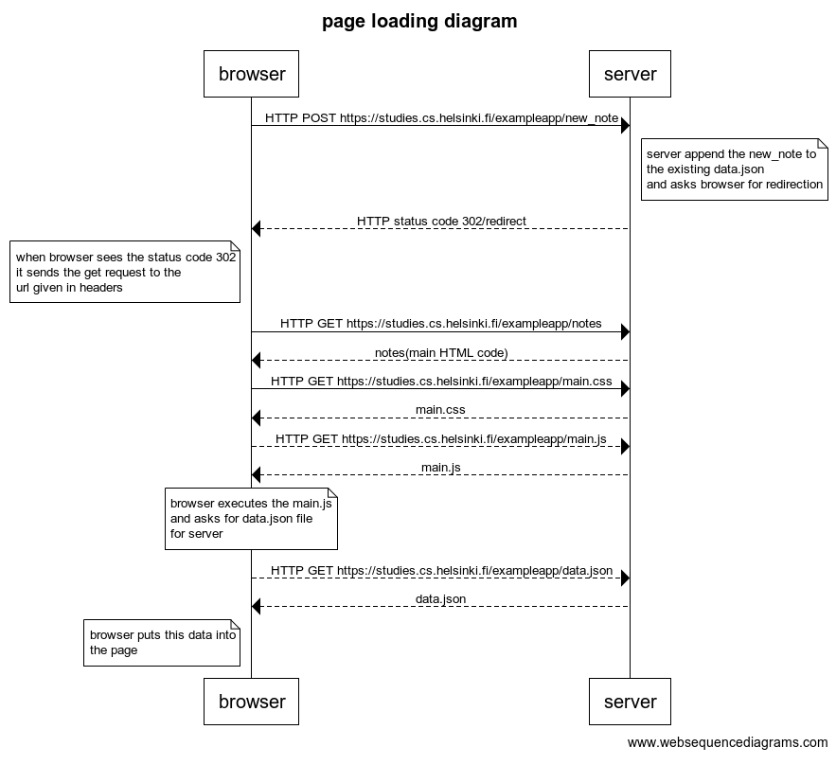 page loading diagram
browser
server
HTTP POST https://studies.cs.helsinki.fi/exampleapp/new_note
server append the new_note to
the existing data.json
and asks browser for redirection
HTTP status code 302/redirect
when browser sees the status code 302
it sends the get request to the
url given in headers
HTTP GET https://studies.cs.helsinki.fi/exampleapp/notes
notes(main HTML code)
HTTP GET https://studies.cs.helsinki.fi/exampleapp/main.css
main.css
HTTP GET https://studies.cs.helsinki.fi/exampleapp/main.js
main.js
browser executes the main.js
and asks for data.json file
for server
HTTP GET https://studies.cs.helsinki.fi/exampleapp/data.json
data.json
browser puts this data into
the page
browser
server
www.websequencediagrams.com